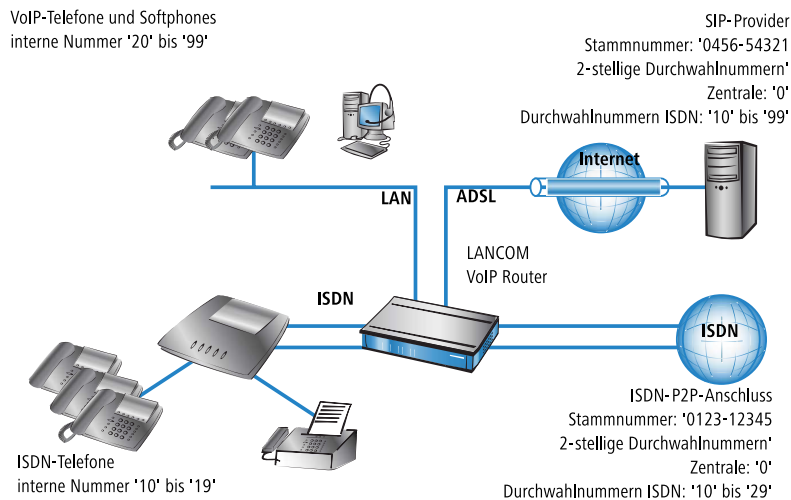 VoIP-Telefone und Softphones
interne Nummer '20' bis '99'
SIP-Provider
Stammnummer: '0456-54321
2-stellige Durchwahlnummern'
Zentrale: '0'
Durchwahlnummern ISDN: '10' bis '99'
Internet
LAN
ADSL
LANCOM
VoIP Router
ISDN
ISDN
ISDN-P2P-Anschluss
Stammnummer: '0123-12345
2-stellige Durchwahlnummern'
Zentrale: '0'
Durchwahlnummern ISDN: '10' bis '29'
ISDN-Telefone
interne Nummer '10' bis '19'